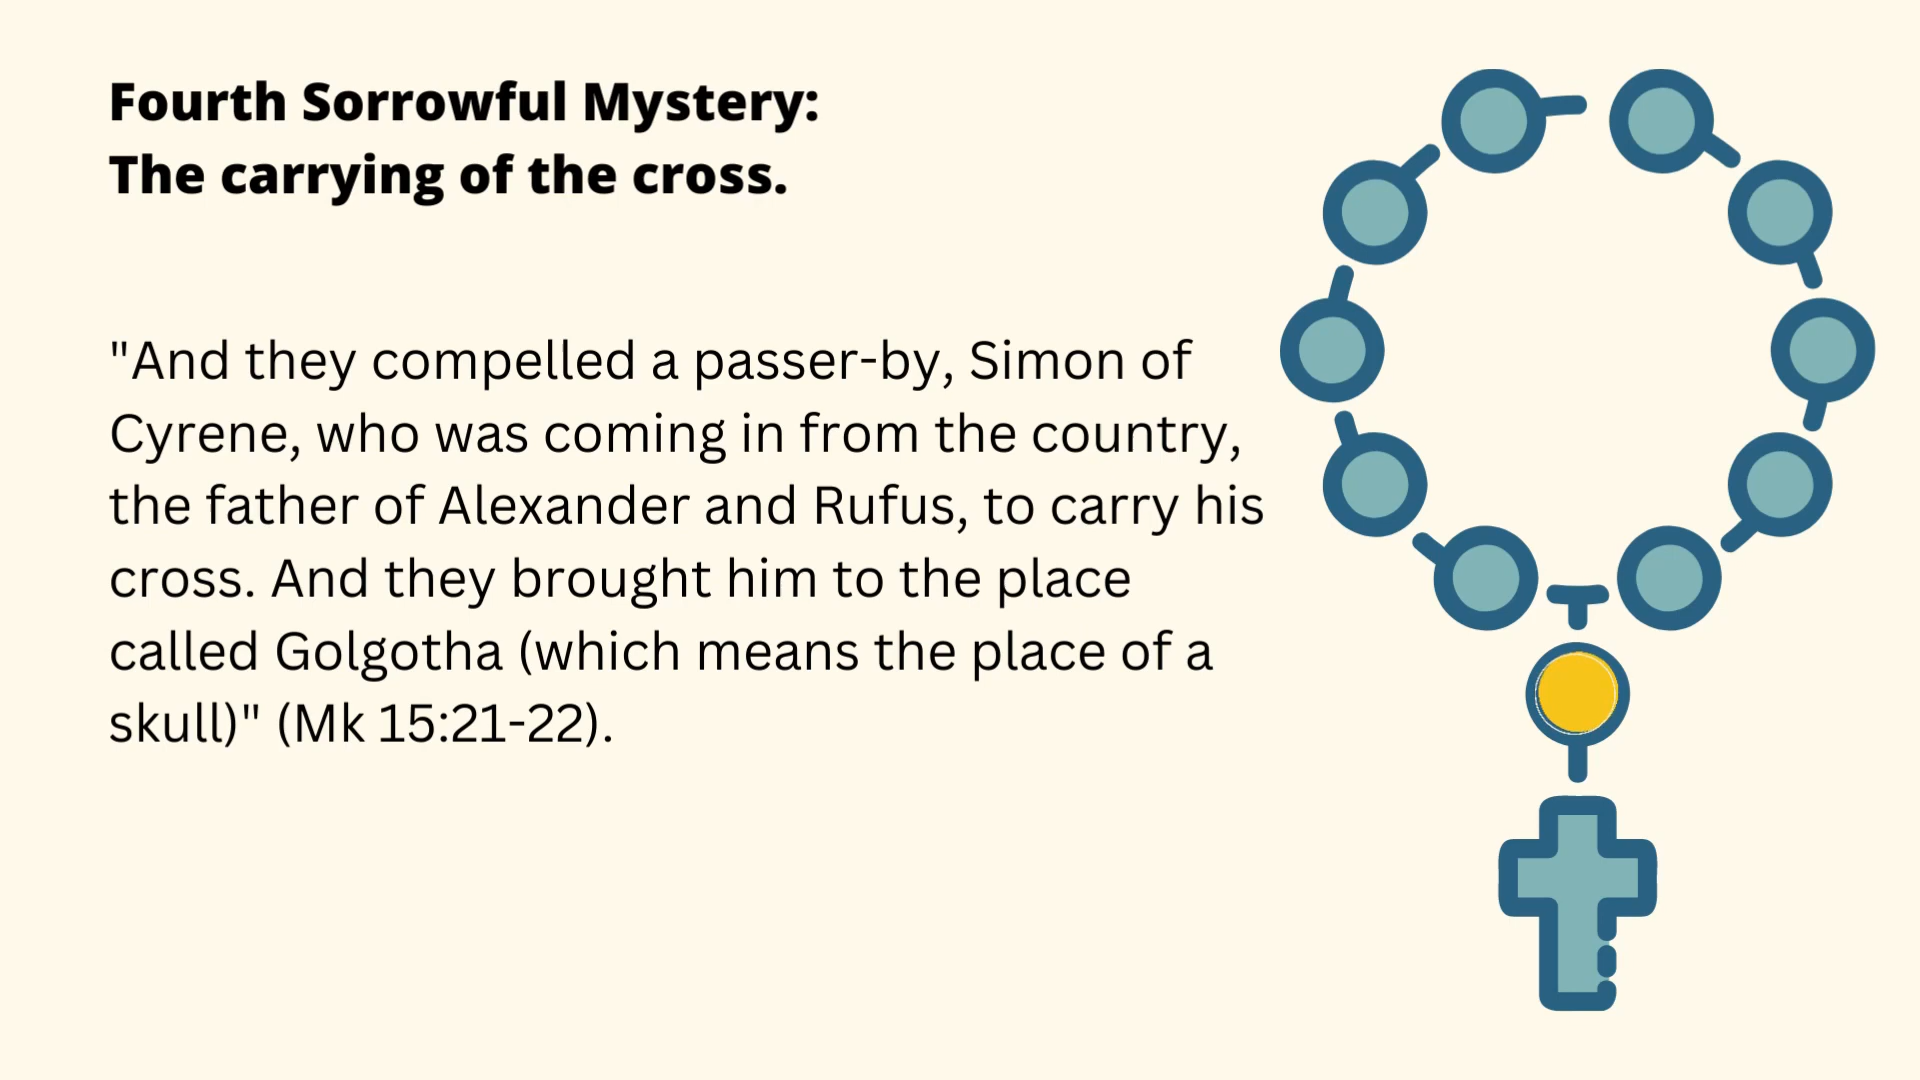 Fourth Sorrowful Mystery:
The carrying of the cross.
"And they compelled a passer-by, Simon of
Cyrene, who was coming in from the country,
the father of Alexander and Rufus, to carry his
cross. And they brought him to the place
called Golgotha (which means the place of a
skull)" (Mk 15:21-22).